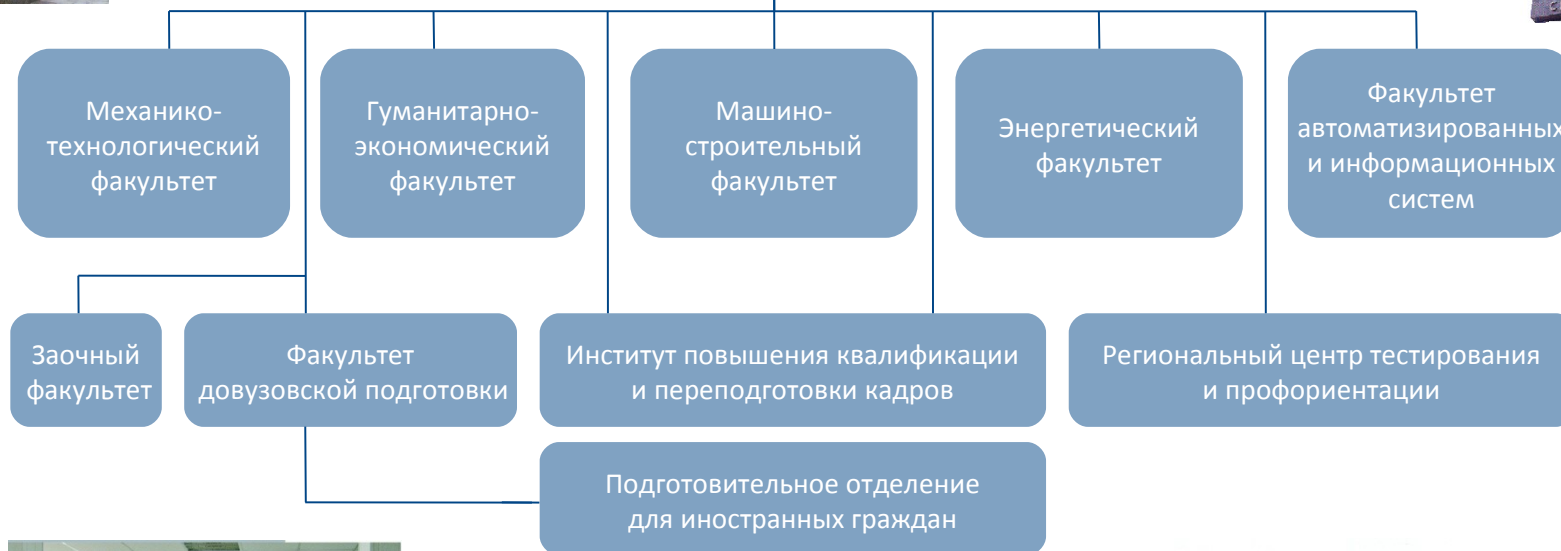 Механико-
технологический
факультет
Гуманитарно-
экономический
факультет
Машино-
строительный
факультет
Энергетический
факультет
Факультет
автоматизированных
и информационных
систем
Заочный
факультет
Факультет
довузовской подготовки
Институт повышения квалификации
и переподготовки кадров
Региональный центр тестирования
и профориентации
Подготовительное отделение
для иностранных граждан